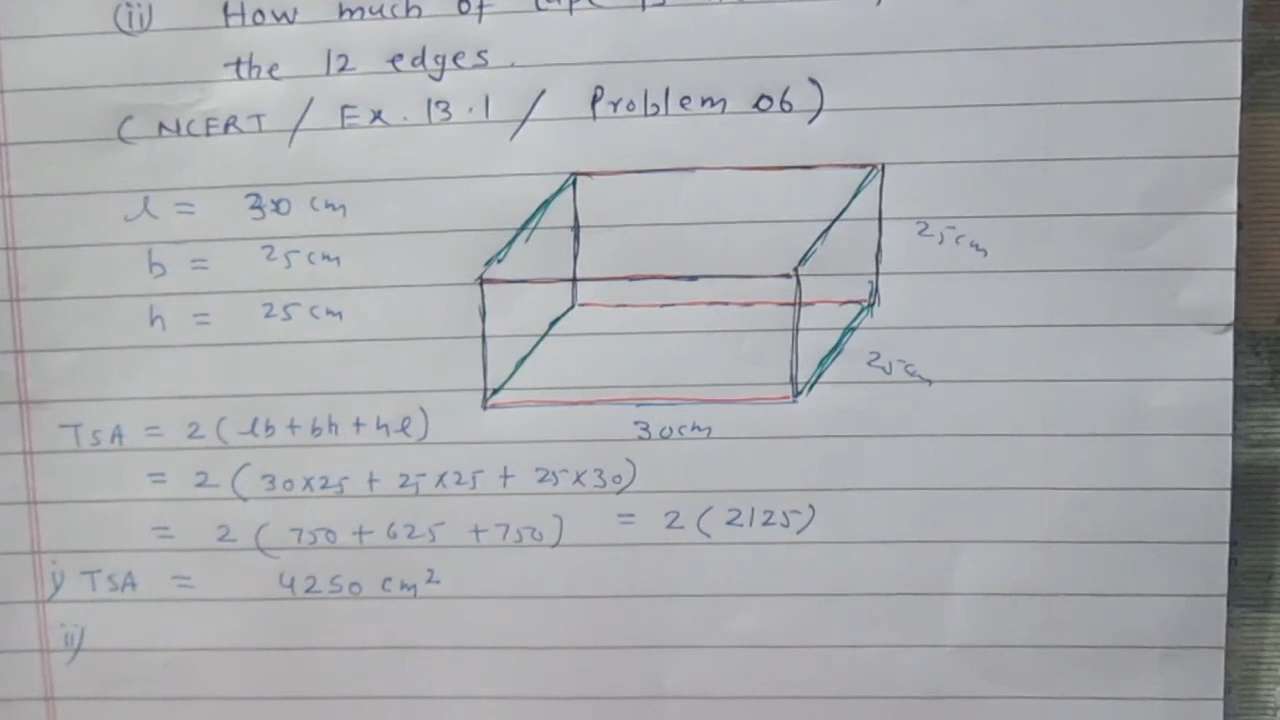 (ii) How much of
the 12 edges.
(NCERT / Ex. 13.1 / Problem 06)
l = 30 cm
b = 25 cm
h = 25 cm
25 cm
25 cm
30 cm
TSA = 2(lb+bh+hl)
= 2(30×25 + 25×25 + 25×30)
= 2(750+625+750) = 2(2125)
i) TSA = 4250 cm²
ii)